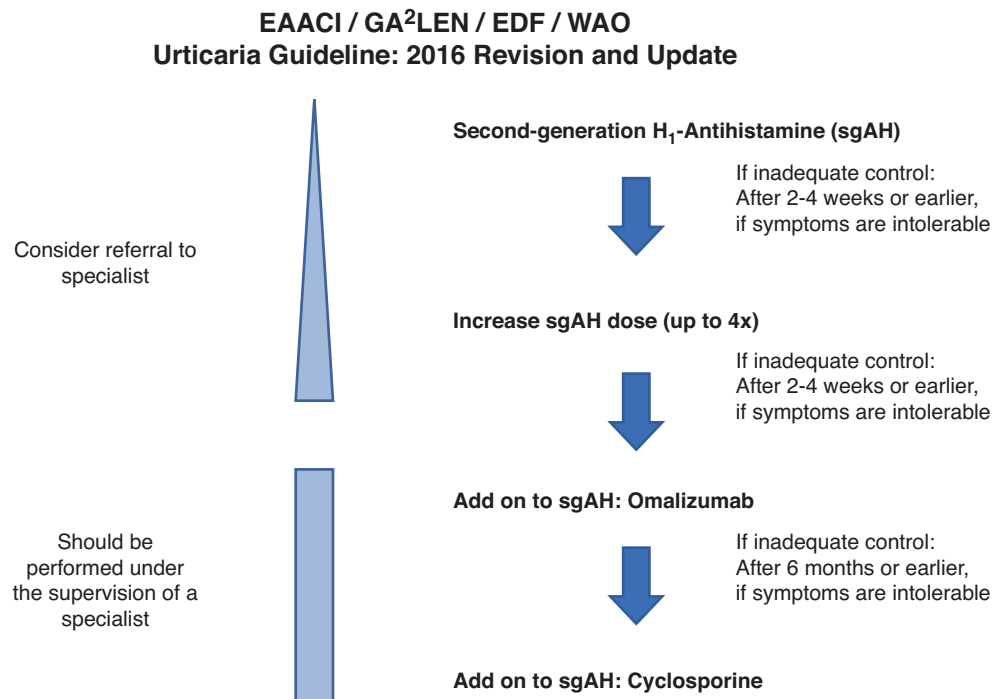 EAACI / GA²LEN / EDF / WAO
Urticaria Guideline: 2016 Revision and Update
Second-generation H₁-Antihistamine (sgAH)
If inadequate control:
After 2-4 weeks or earlier,
if symptoms are intolerable
Consider referral to
specialist
Increase sgAH dose (up to 4x)
If inadequate control:
After 2-4 weeks or earlier,
if symptoms are intolerable
Add on to sgAH: Omalizumab
Should be
performed under
the supervision of a
specialist
If inadequate control:
After 6 months or earlier,
if symptoms are intolerable
Add on to sgAH: Cyclosporine